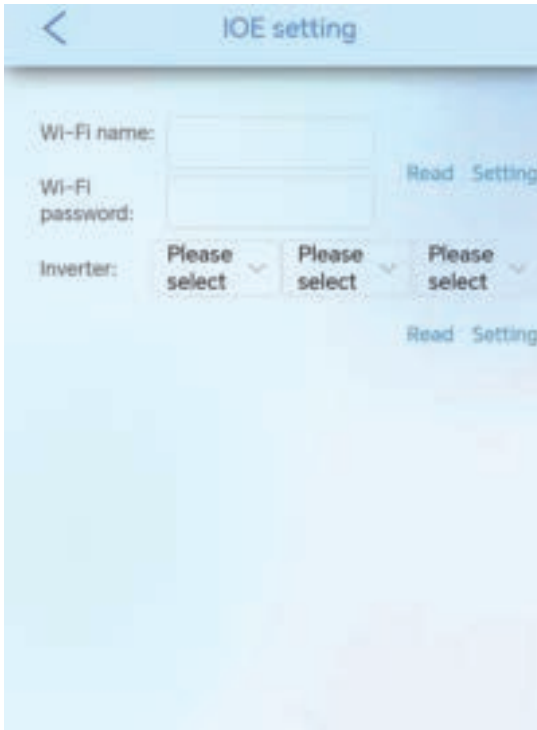 IOE setting
Wi-Fi name:
Read Setting
Wi-Fi
password:
Inverter:
Please select
Please select
Please select
Read Setting